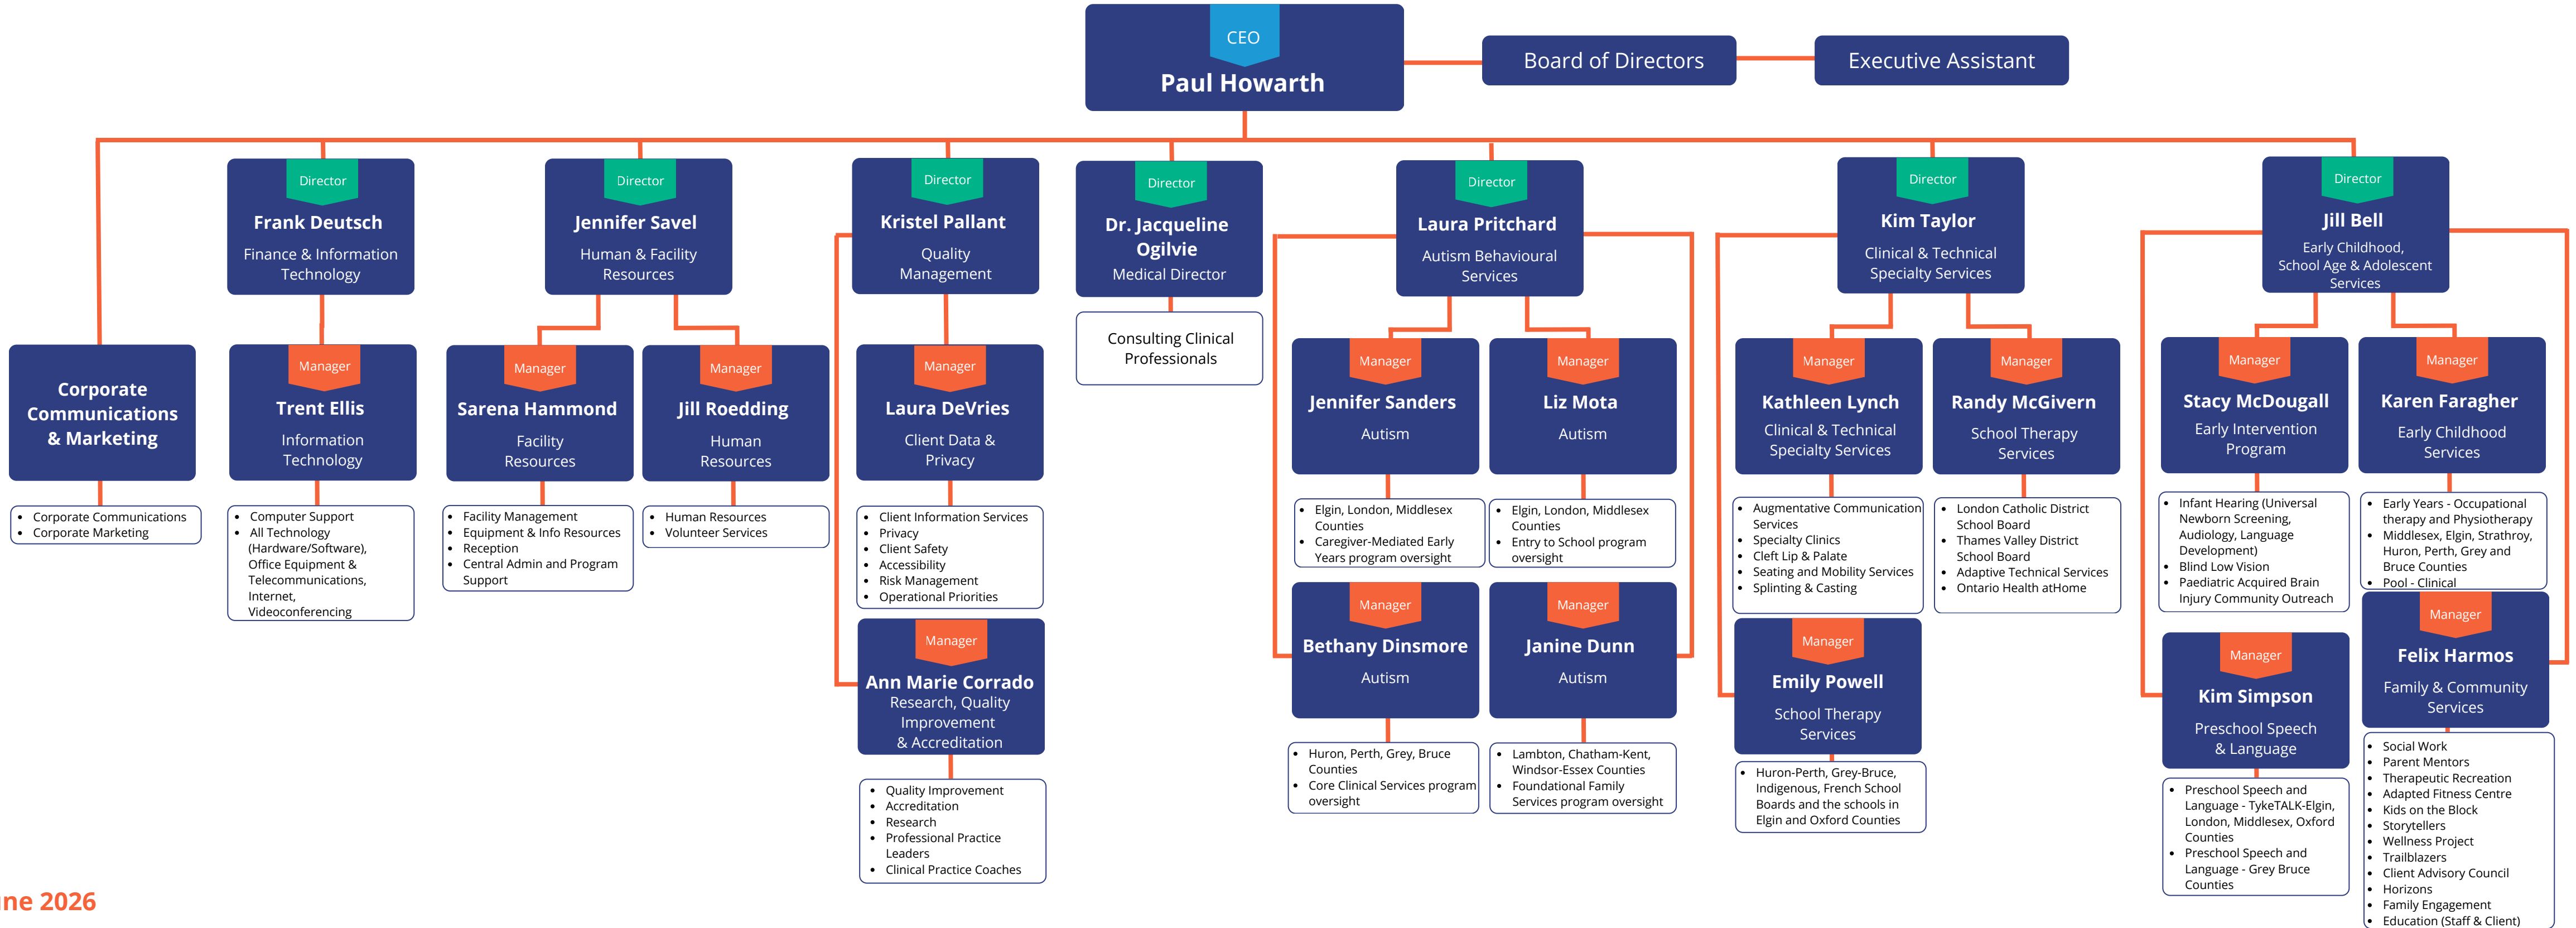 CEO
Paul Howarth
Board of Directors
Executive Assistant
Director
Frank Deutsch
Finance & Information
Technology
Director
Jennifer Savel
Human & Facility
Resources
Director
Kristel Pallant
Quality
Management
Director
Dr. Jacqueline
Ogilvie
Medical Director
Consulting Clinical
Professionals
Director
Laura Pritchard
Autism Behavioural
Services
Director
Kim Taylor
Clinical & Technical
Specialty Services
Director
Jill Bell
Early Childhood,
School Age & Adolescent
Services
Corporate
Communications
& Marketing
• Corporate Communications
• Corporate Marketing
Manager
Trent Ellis
Information
Technology
• Computer Support
• All Technology
(Hardware/Software),
Office Equipment &
Telecommunications,
Internet,
Videoconferencing
Manager
Sarena Hammond
Facility
Resources
• Facility Management
• Equipment & Info Resources
• Reception
• Central Admin and Program
Support
Manager
Jill Roedding
Human
Resources
• Human Resources
• Volunteer Services
Manager
Laura DeVries
Client Data &
Privacy
• Client Information Services
• Privacy
• Client Safety
• Accessibility
• Risk Management
• Operational Priorities
Manager
Ann Marie Corrado
Research, Quality
Improvement
& Accreditation
• Quality Improvement
• Accreditation
• Research
• Professional Practice
Leaders
• Clinical Practice Coaches
Manager
Jennifer Sanders
Autism
• Elgin, London, Middlesex
Counties
• Caregiver-Mediated Early
Years program oversight
Manager
Liz Mota
Autism
• Elgin, London, Middlesex
Counties
• Entry to School program
oversight
Manager
Bethany Dinsmore
Autism
• Huron, Perth, Grey, Bruce
Counties
• Core Clinical Services program
oversight
Manager
Janine Dunn
Autism
• Lambton, Chatham-Kent,
Windsor-Essex Counties
• Foundational Family
Services program oversight
Manager
Kathleen Lynch
Clinical & Technical
Specialty Services
• Augmentative Communication
Services
• Specialty Clinics
• Cleft Lip & Palate
• Seating and Mobility Services
• Splinting & Casting
Manager
Randy McGivern
School Therapy
Services
• London Catholic District
School Board
• Thames Valley District
School Board
• Adaptive Technical Services
• Ontario Health atHome
Manager
Emily Powell
School Therapy
Services
• Huron-Perth, Grey-Bruce,
Indigenous, French School
Boards and the schools in
Elgin and Oxford Counties
Manager
Stacy McDougall
Early Intervention
Program
• Infant Hearing (Universal
Newborn Screening,
Audiology, Language
Development)
• Blind Low Vision
• Paediatric Acquired Brain
Injury Community Outreach
Manager
Karen Faragher
Early Childhood
Services
• Early Years - Occupational
therapy and Physiotherapy
• Middlesex, Elgin, Strathroy,
Huron, Perth, Grey and
Bruce Counties
• Pool - Clinical
Manager
Kim Simpson
Preschool Speech
& Language
• Preschool Speech and
Language - TykeTALK-Elgin,
London, Middlesex, Oxford
Counties
• Preschool Speech and
Language - Grey Bruce
Counties
Manager
Felix Harmos
Family & Community
Services
• Social Work
• Parent Mentors
• Therapeutic Recreation
• Adapted Fitness Centre
• Kids on the Block
• Storytellers
• Wellness Project
• Trailblazers
• Client Advisory Council
• Horizons
• Family Engagement
• Education (Staff & Client)
2026